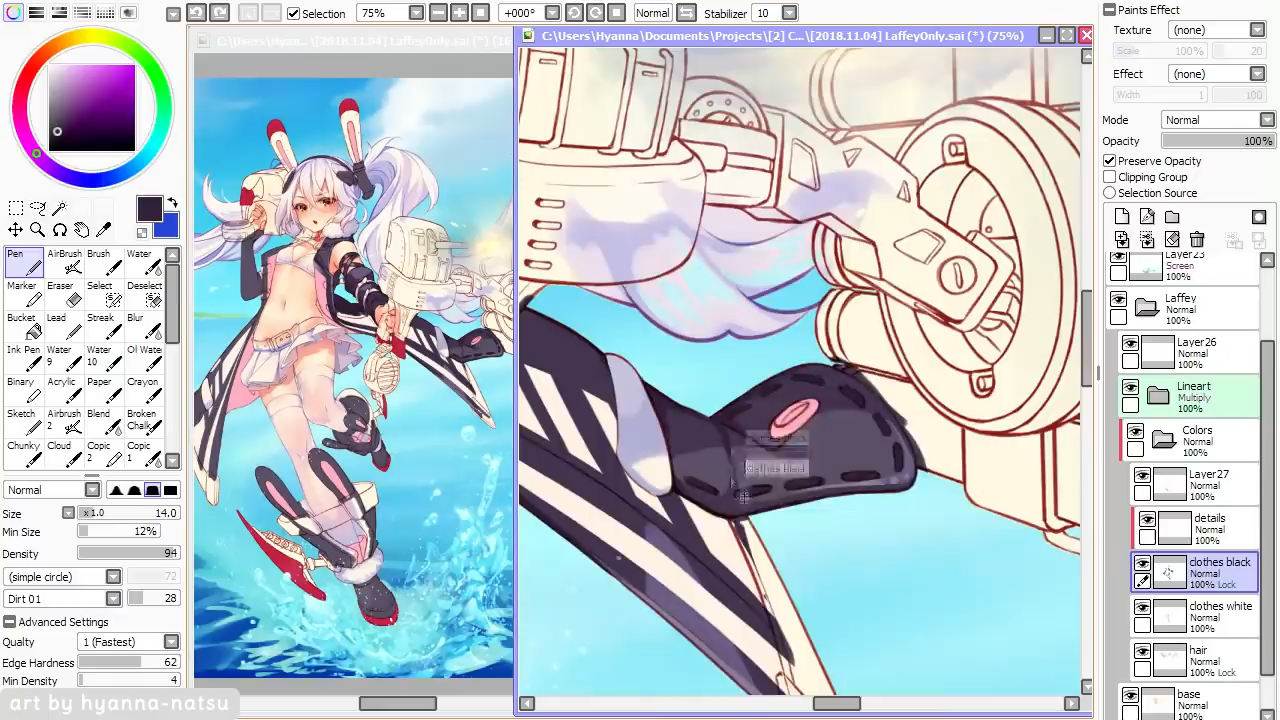 Selection
75%
+000°
Normal
Stabilizer
10
C:\Users\Hyanna\Documents\Projects\[2] C...\[2018.11.04] LaffeyOnly.sai (*) (75%)
Paints Effect
Texture:
(none)
Scale
100%
20
Effect
(none)
Width
1
100
Mode
Normal
Opacity
100%
Preserve Opacity
Clipping Group
Selection Source
Layer23
Screen
Laffey
100%
Layer26
Normal
100%
Lineart
Multiply
100%
Colors
Normal
100%
Layer27
Normal
100%
details
Normal
100%
clothes black
Normal
100% Lock
clothes white
Normal
100%
hair
Normal
100% Lock
base
Normal
Pen
AirBrush
Brush
Water
Marker
Eraser
Select
Deselect
Bucket
Lead
Streak
Blur
Ink Pen
Water 9
Water 10
Oil Water
Binary
Acrylic
Paper
Crayon
Sketch
Airbrush 2
Blend
Broken Chalk
Chunky
Cloud
Copic 2
Copic 1
Normal
Size
x1.0
14.0
Min Size
12%
Density
94
(simple circle)
72
Dirt 01
28
Advanced Settings
Quality
1 (Fastest)
Edge Hardness
62
Min Density
4
art by hyanna-natsu